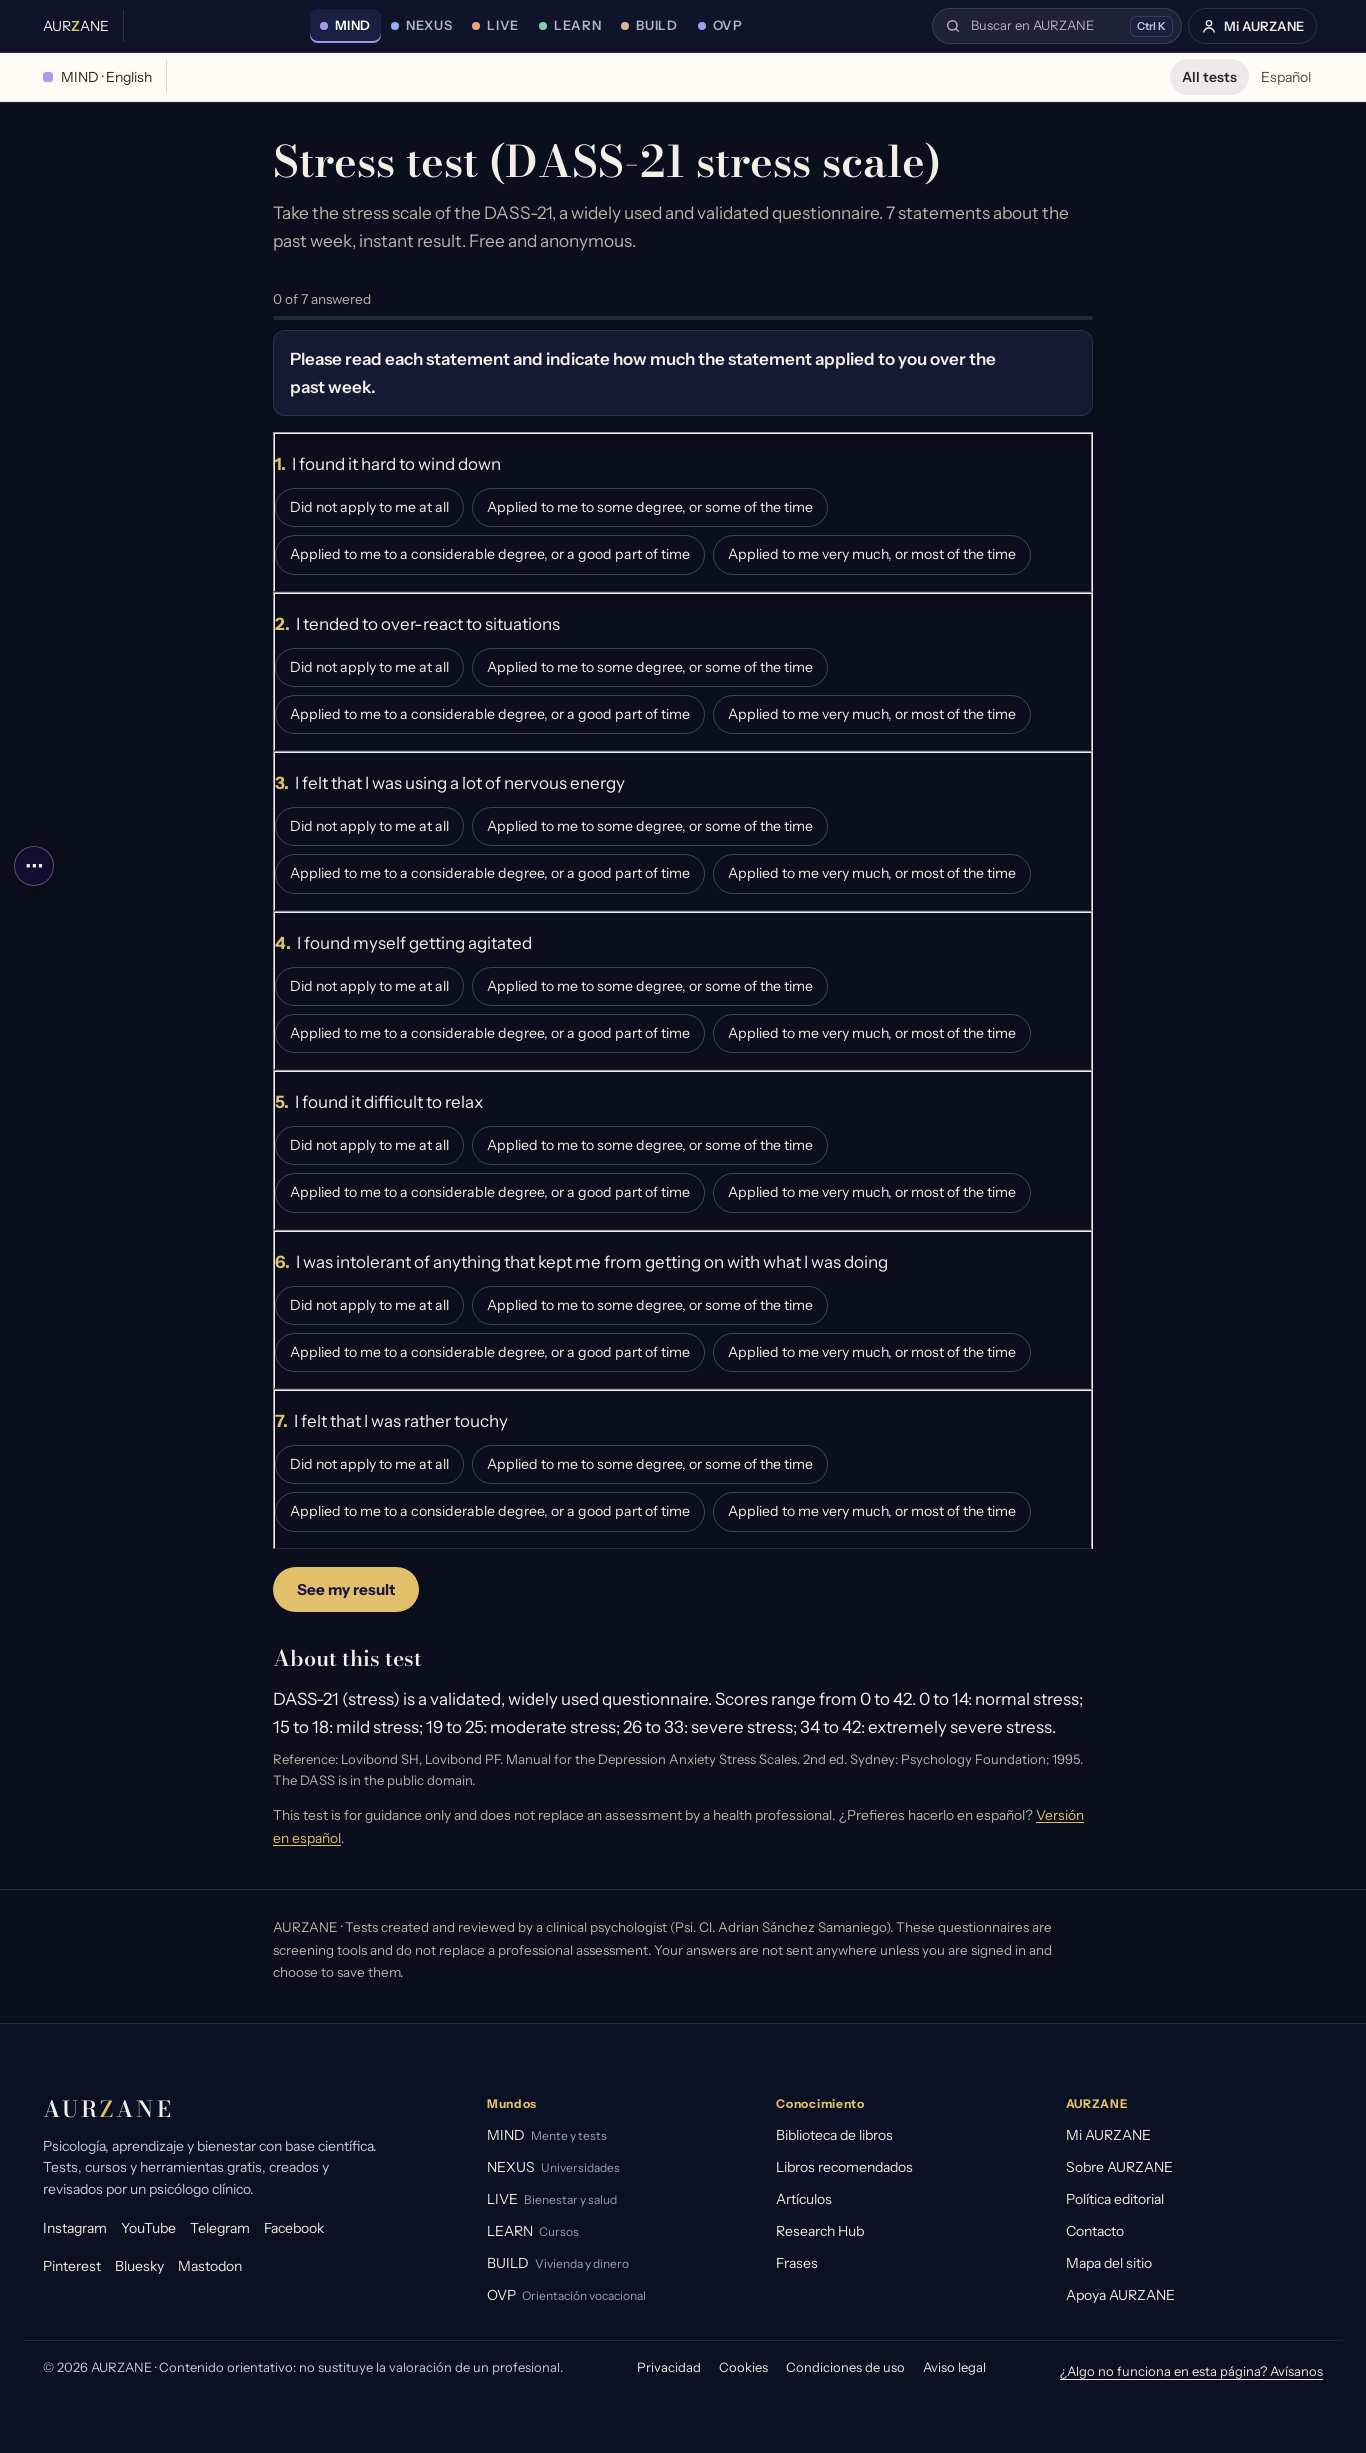 AURZANE
MIND NEXUS LIVE LEARN BUILD OVP
Buscar en AURZANE Ctrl K
Mi AURZANE
MIND · English
All tests Español
Stress test (DASS-21 stress scale)
Take the stress scale of the DASS-21, a widely used and validated questionnaire. 7 statements about the
past week, instant result. Free and anonymous.
0 of 7 answered
Please read each statement and indicate how much the statement applied to you over the
past week.
1. I found it hard to wind down
Did not apply to me at all Applied to me to some degree, or some of the time
Applied to me to a considerable degree, or a good part of time Applied to me very much, or most of the time
2. I tended to over-react to situations
Did not apply to me at all Applied to me to some degree, or some of the time
Applied to me to a considerable degree, or a good part of time Applied to me very much, or most of the time
3. I felt that I was using a lot of nervous energy
Did not apply to me at all Applied to me to some degree, or some of the time
Applied to me to a considerable degree, or a good part of time Applied to me very much, or most of the time
4. I found myself getting agitated
Did not apply to me at all Applied to me to some degree, or some of the time
Applied to me to a considerable degree, or a good part of time Applied to me very much, or most of the time
5. I found it difficult to relax
Did not apply to me at all Applied to me to some degree, or some of the time
Applied to me to a considerable degree, or a good part of time Applied to me very much, or most of the time
6. I was intolerant of anything that kept me from getting on with what I was doing
Did not apply to me at all Applied to me to some degree, or some of the time
Applied to me to a considerable degree, or a good part of time Applied to me very much, or most of the time
7. I felt that I was rather touchy
Did not apply to me at all Applied to me to some degree, or some of the time
Applied to me to a considerable degree, or a good part of time Applied to me very much, or most of the time
See my result
About this test
DASS-21 (stress) is a validated, widely used questionnaire. Scores range from 0 to 42. 0 to 14: normal stress;
15 to 18: mild stress; 19 to 25: moderate stress; 26 to 33: severe stress; 34 to 42: extremely severe stress.
Reference: Lovibond SH, Lovibond PF. Manual for the Depression Anxiety Stress Scales. 2nd ed. Sydney: Psychology Foundation; 1995.
The DASS is in the public domain.
This test is for guidance only and does not replace an assessment by a health professional. ¿Prefieres hacerlo en español? Versión
en español.
AURZANE · Tests created and reviewed by a clinical psychologist (Psi. Cl. Adrian Sánchez Samaniego). These questionnaires are
screening tools and do not replace a professional assessment. Your answers are not sent anywhere unless you are signed in and
choose to save them.
AURZANE
Psicología, aprendizaje y bienestar con base científica.
Tests, cursos y herramientas gratis, creados y
revisados por un psicólogo clínico.
Instagram YouTube Telegram Facebook
Pinterest Bluesky Mastodon
Mundos
MIND Mente y tests
NEXUS Universidades
LIVE Bienestar y salud
LEARN Cursos
BUILD Vivienda y dinero
OVP Orientación vocacional
Conocimiento
Biblioteca de libros
Libros recomendados
Artículos
Research Hub
Frases
AURZANE
Mi AURZANE
Sobre AURZANE
Política editorial
Contacto
Mapa del sitio
Apoya AURZANE
© 2026 AURZANE · Contenido orientativo: no sustituye la valoración de un profesional.
Privacidad Cookies Condiciones de uso Aviso legal
¿Algo no funciona en esta página? Avísanos